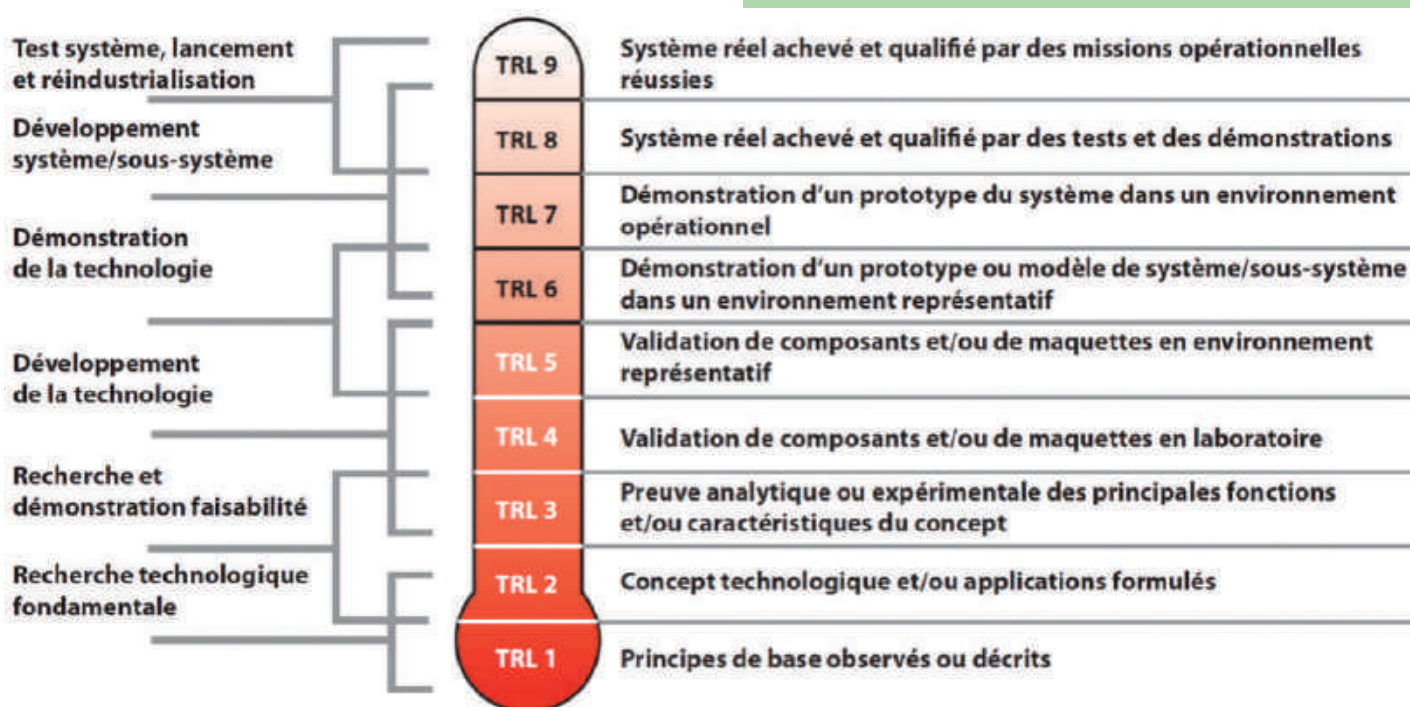 Test système, lancement
et réindustrialisation
Développement
système/sous-système
Démonstration
de la technologie
Développement
de la technologie
Recherche et
démonstration faisabilité
Recherche technologique
fondamentale
TRL 9
Système réel achevé et qualifié par des missions opérationnelles
réussies
TRL 8
Système réel achevé et qualifié par des tests et des démonstrations
TRL 7
Démonstration d’un prototype du système dans un environnement
opérationnel
TRL 6
Démonstration d’un prototype ou modèle de système/sous-système
dans un environnement représentatif
TRL 5
Validation de composants et/ou de maquettes en environnement
représentatif
TRL 4
Validation de composants et/ou de maquettes en laboratoire
TRL 3
Preuve analytique ou expérimentale des principales fonctions
et/ou caractéristiques du concept
TRL 2
Concept technologique et/ou applications formulés
TRL 1
Principes de base observés ou décrits